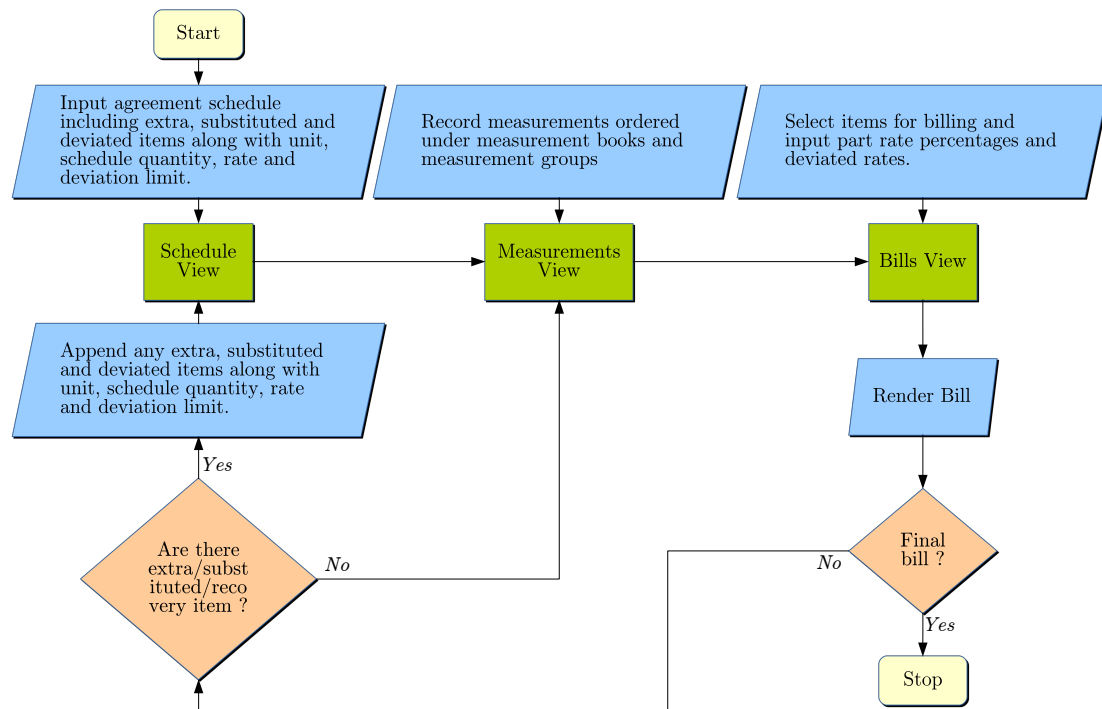 Start
Input agreement schedule
including extra, substituted and
deviated items along with unit,
schedule quantity, rate and
deviation limit.
Record measurements ordered
under measurement books and
measurement groups
Select items for billing and
input part rate percentages and
deviated rates.
Schedule
View
Measurements
View
Bills View
Append any extra, substituted
and deviated items along with
unit, schedule quantity, rate
and deviation limit.
Render Bill
Yes
Are there
extra/subst
ituted/reco
very item ?
No
Final
bill ?
No
Yes
Stop